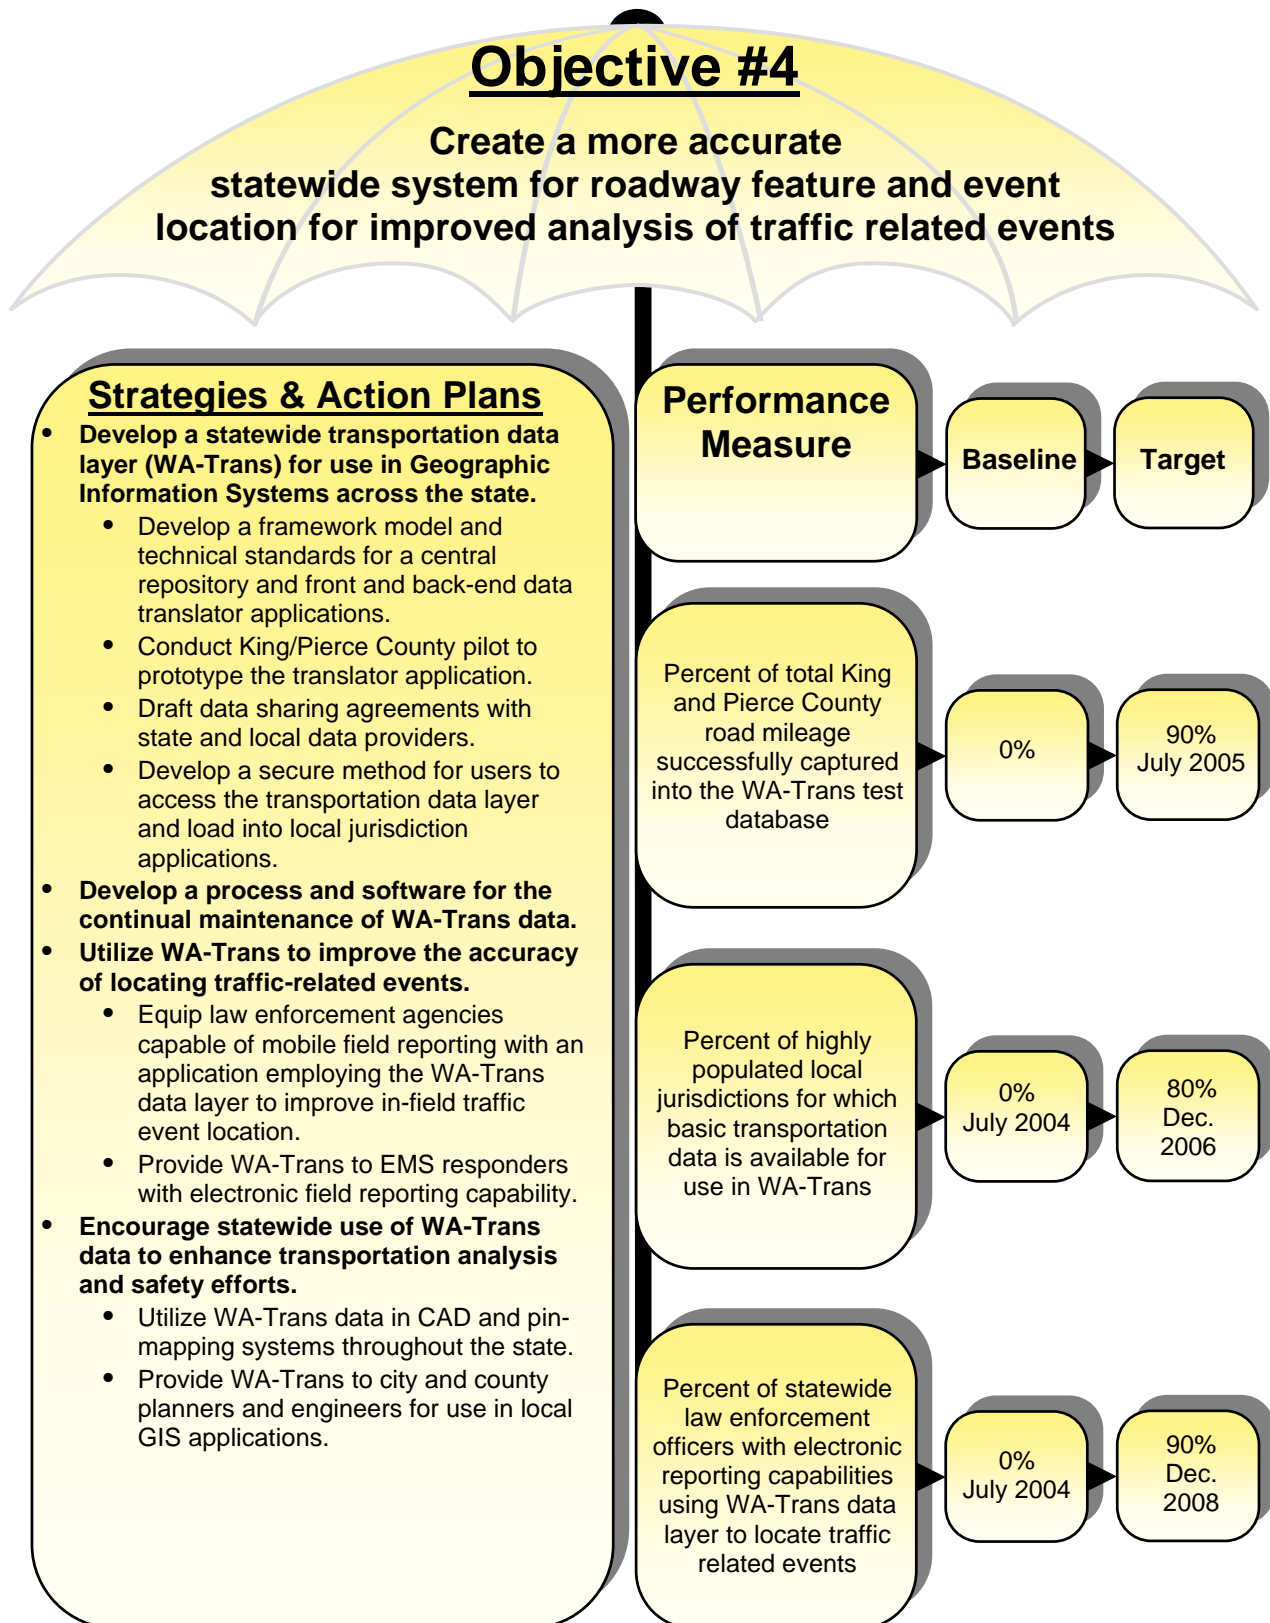 Objective #4
Create a more accurate
statewide system for roadway feature and event
location for improved analysis of traffic related events
Strategies & Action Plans
• Develop a statewide transportation data
layer (WA-Trans) for use in Geographic
Information Systems across the state.
• Develop a framework model and
technical standards for a central
repository and front and back-end data
translator applications.
• Conduct King/Pierce County pilot to
prototype the translator application.
• Draft data sharing agreements with
state and local data providers.
• Develop a secure method for users to
access the transportation data layer
and load into local jurisdiction
applications.
• Develop a process and software for the
continual maintenance of WA-Trans data.
• Utilize WA-Trans to improve the accuracy
of locating traffic-related events.
• Equip law enforcement agencies
capable of mobile field reporting with an
application employing the WA-Trans
data layer to improve in-field traffic
event location.
• Provide WA-Trans to EMS responders
with electronic field reporting capability.
• Encourage statewide use of WA-Trans
data to enhance transportation analysis
and safety efforts.
• Utilize WA-Trans data in CAD and pin-
mapping systems throughout the state.
• Provide WA-Trans to city and county
planners and engineers for use in local
GIS applications.
Performance
Measure
Baseline
Target
Percent of total King
and Pierce County
road mileage
successfully captured
into the WA-Trans test
database
0%
90%
July 2005
Percent of highly
populated local
jurisdictions for which
basic transportation
data is available for
use in WA-Trans
0%
July 2004
80%
Dec.
2006
Percent of statewide
law enforcement
officers with electronic
reporting capabilities
using WA-Trans data
layer to locate traffic
related events
0%
July 2004
90%
Dec.
2008